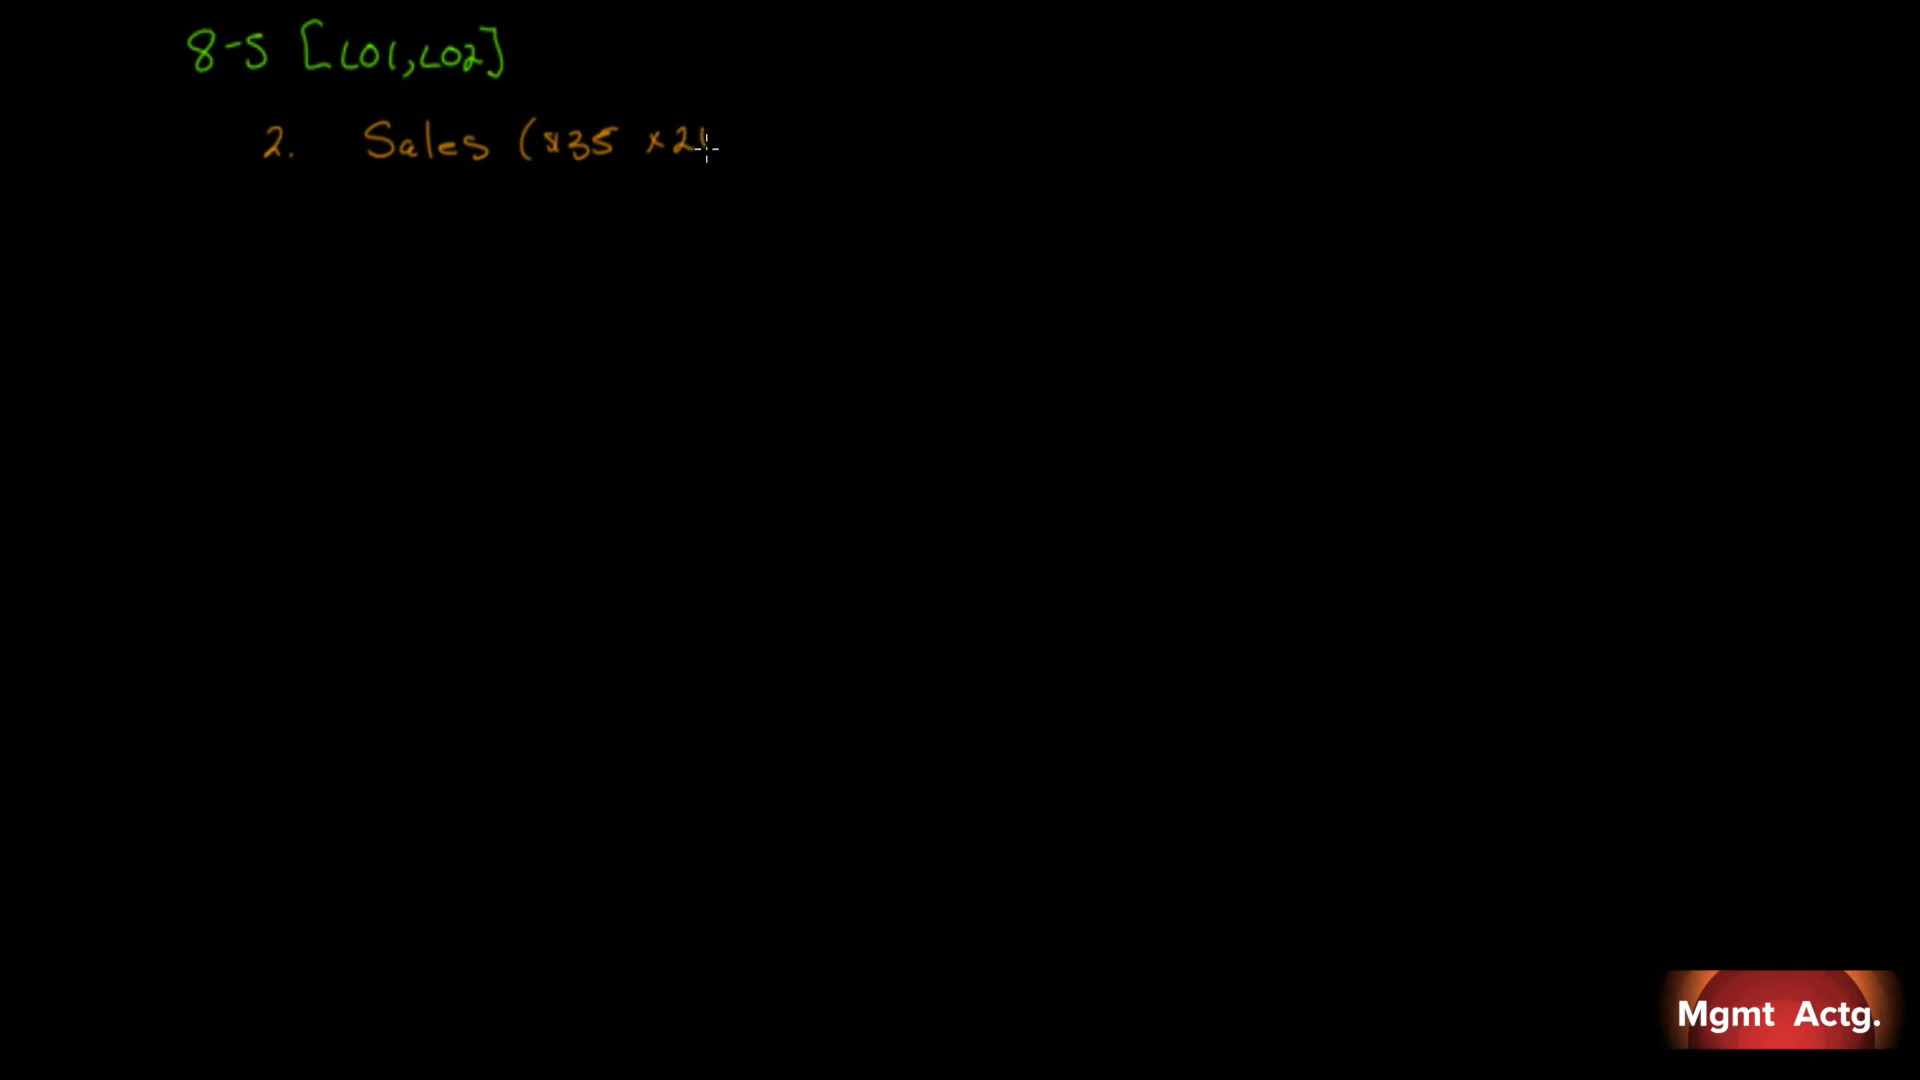 8-5 [LO1, LO2]
2. Sales ($35 x 2
Mgmt Actg.